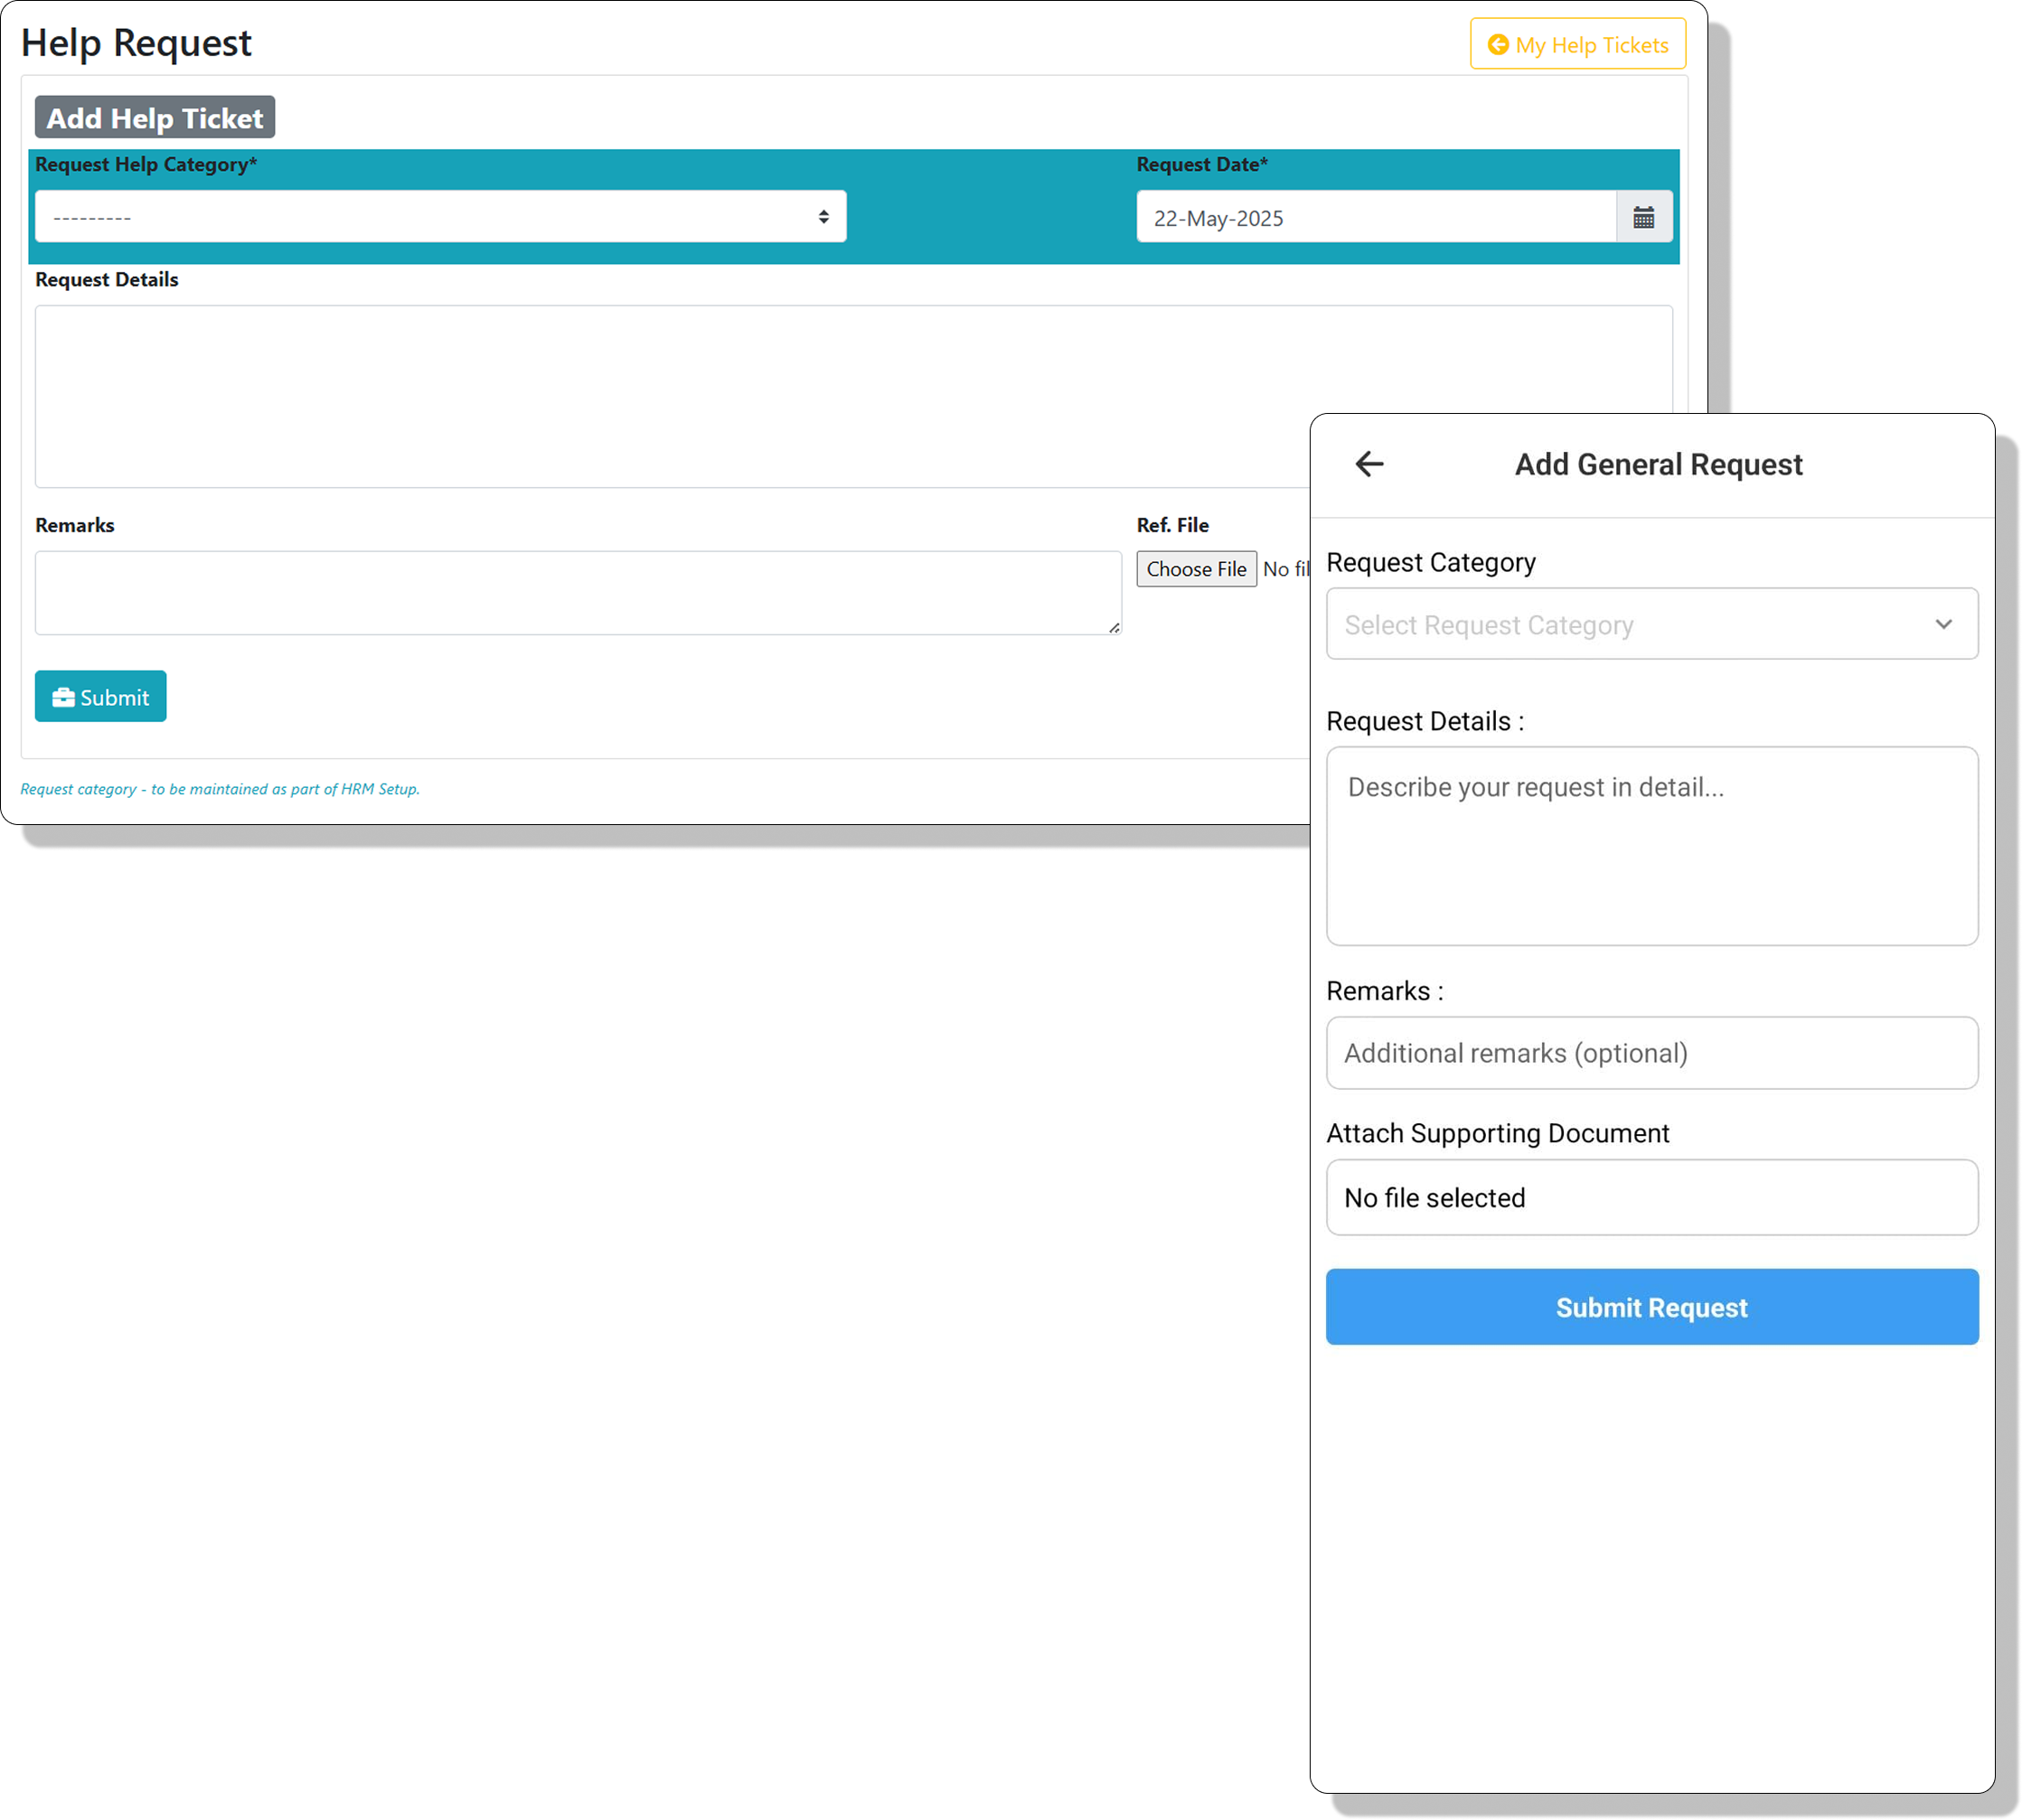 Help Request
My Help Tickets
Add Help Ticket
Request Help Category*
Request Date*
---------
22-May-2025
Request Details
Remarks
Ref. File
Choose File No
Submit
Request category - to be maintained as part of HRM Setup.
Add General Request
Request Category
Select Request Category
Request Details :
Describe your request in detail...
Remarks :
Additional remarks (optional)
Attach Supporting Document
No file selected
Submit Request